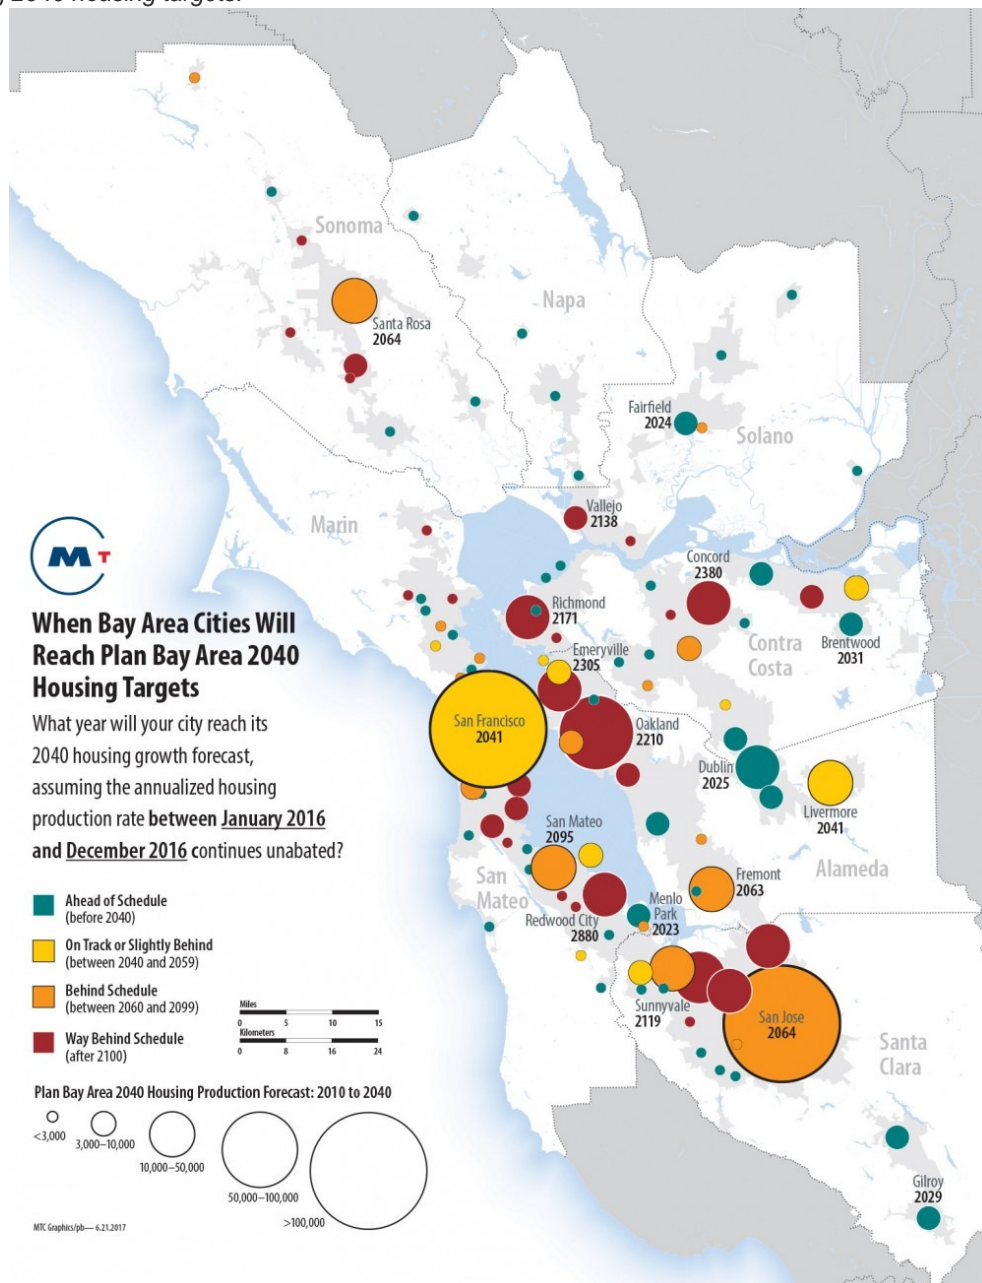 2040 housing targets.
Sonoma
Santa Rosa
2064
Napa
Fairfield
2024
Solano
Marin
Vallejo
2138
Concord
2380
Richmond
2171
Contra
Costa
Brentwood
2031
Emeryville
2305
San Francisco
2041
Oakland
2210
Dublin
2025
Livermore
2041
Alameda
San Mateo
2095
San
Mateo
Fremont
2063
Redwood City
2880
Menlo
Park
2023
Sunnyvale
2119
San Jose
2064
Santa
Clara
Gilroy
2029
M T
When Bay Area Cities Will
Reach Plan Bay Area 2040
Housing Targets
What year will your city reach its
2040 housing growth forecast,
assuming the annualized housing
production rate between January 2016
and December 2016 continues unabated?
Ahead of Schedule
(before 2040)
On Track or Slightly Behind
(between 2040 and 2059)
Behind Schedule
(between 2060 and 2099)
Way Behind Schedule
(after 2100)
Miles
0 5 10 15
Kilometers
0 8 16 24
Plan Bay Area 2040 Housing Production Forecast: 2010 to 2040
<3,000
3,000–10,000
10,000–50,000
50,000–100,000
>100,000
MTC Graphics/pb— 6.21.2017